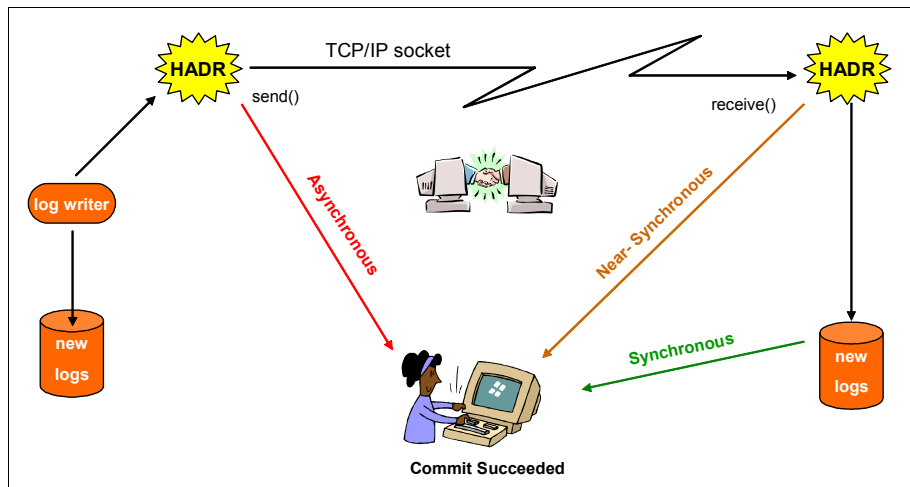 TCP/IP socket
HADR
HADR
send()
receive()
Asynchronous
Near- Synchronous
log writer
new
logs
Synchronous
new
logs
Commit Succeeded